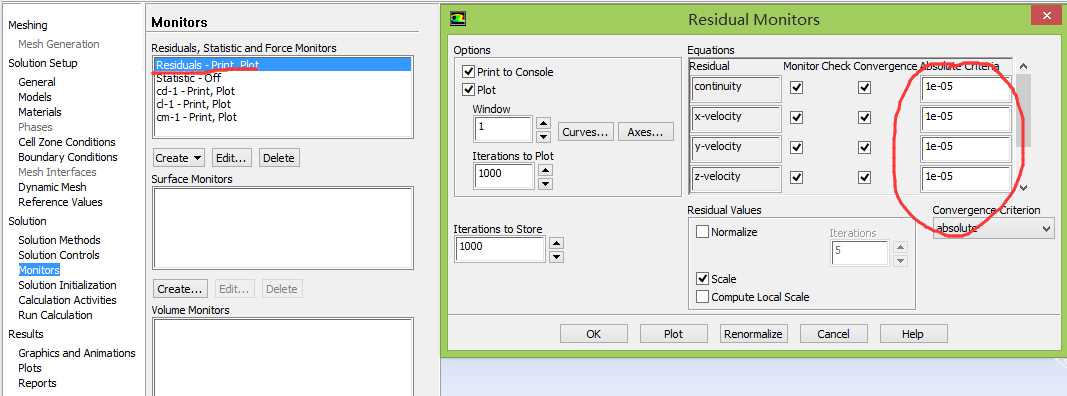 Meshing
Mesh Generation
Solution Setup
General
Models
Materials
Phases
Cell Zone Conditions
Boundary Conditions
Mesh Interfaces
Dynamic Mesh
Reference Values
Solution
Solution Methods
Solution Controls
Monitors
Solution Initialization
Calculation Activities
Run Calculation
Results
Graphics and Animations
Plots
Reports
Monitors
Residuals, Statistic and Force Monitors
Residuals - Print, Plot
Statistic - Off
cd-1 - Print, Plot
cl-1 - Print, Plot
cm-1 - Print, Plot
Create Edit... Delete
Surface Monitors
Create... Edit... Delete
Volume Monitors
Residual Monitors
Options
Print to Console
Plot
Window
1 Curves... Axes...
Iterations to Plot
1000
Iterations to Store
1000
Equations
Residual Monitor Check Convergence Absolute Criteria
continuity 1e-05
x-velocity 1e-05
y-velocity 1e-05
z-velocity 1e-05
Residual Values
Normalize
Iterations
5
Scale
Compute Local Scale
Convergence Criterion
absolute
OK Plot Renormalize Cancel Help